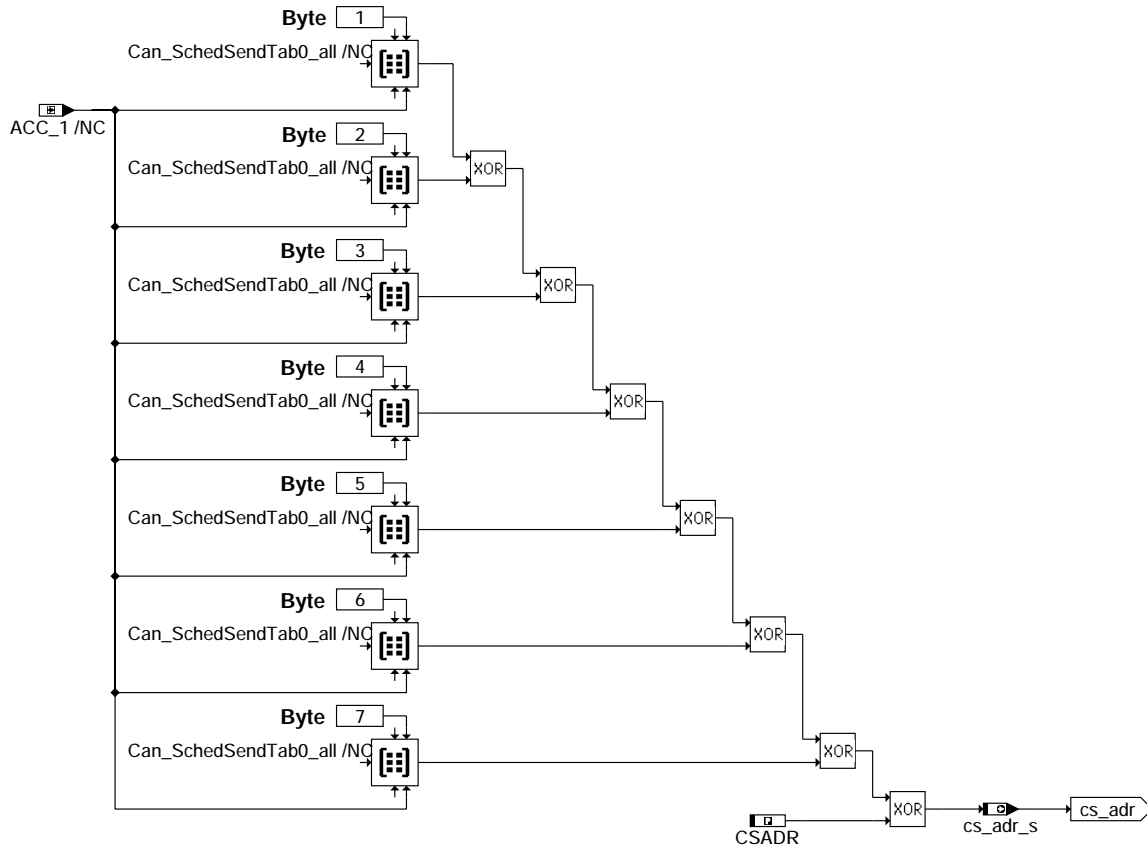 Byte 1
Can_SchedSendTab0_all /NC
ACC_1 /NC
Byte 2
Can_SchedSendTab0_all /NC
XOR
Byte 3
Can_SchedSendTab0_all /NC
XOR
Byte 4
Can_SchedSendTab0_all /NC
XOR
Byte 5
Can_SchedSendTab0_all /NC
XOR
Byte 6
Can_SchedSendTab0_all /NC
XOR
Byte 7
Can_SchedSendTab0_all /NC
XOR
XOR
CSADR
cs_adr_s
cs_adr